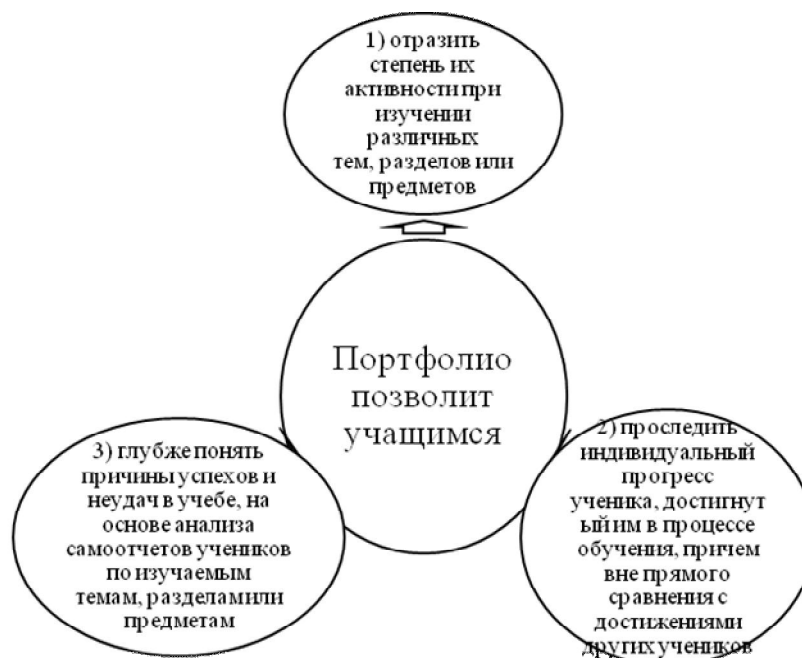 1) отразить
степень их
активности при
изучении
различных
тем, разделов или
предметов
Портфолио
позволит
учащимся
2) проследить
индивидуальный
прогресс
ученика, достигнут
ый им в процессе
обучения, причем
вне прямого
сравнения с
достижениями
других учеников
3) глубже понять
причины успехов и
неудач в учебе, на
основе анализа
самоотчетов учеников
по изучаемым
темам, разделам или
предметам